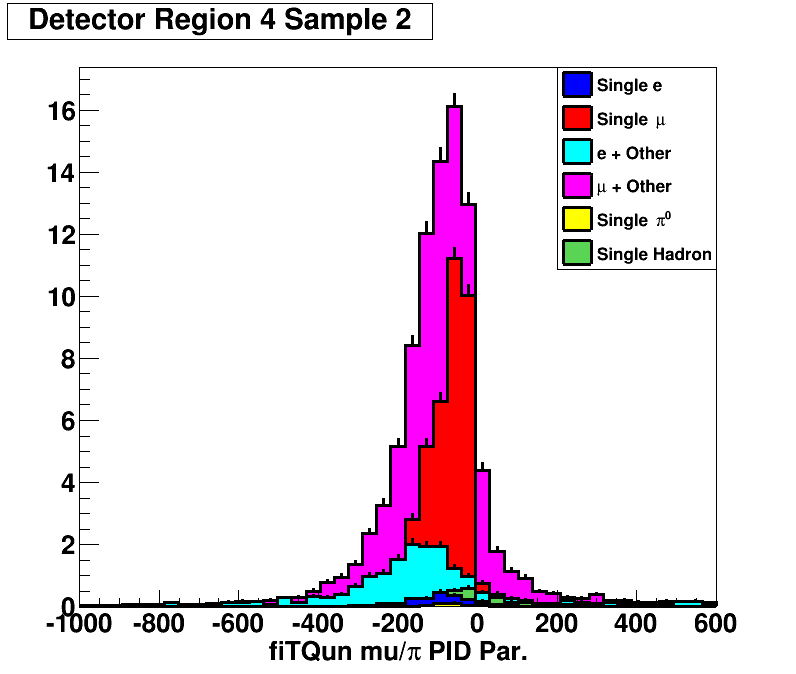 Detector Region 4 Sample 2
Single e
Single μ
e + Other
μ + Other
Single π⁰
Single Hadron
16
14
12
10
8
6
4
2
0
-1000 -800 -600 -400 -200 0 200 400 600
fiTQun mu/π PID Par.